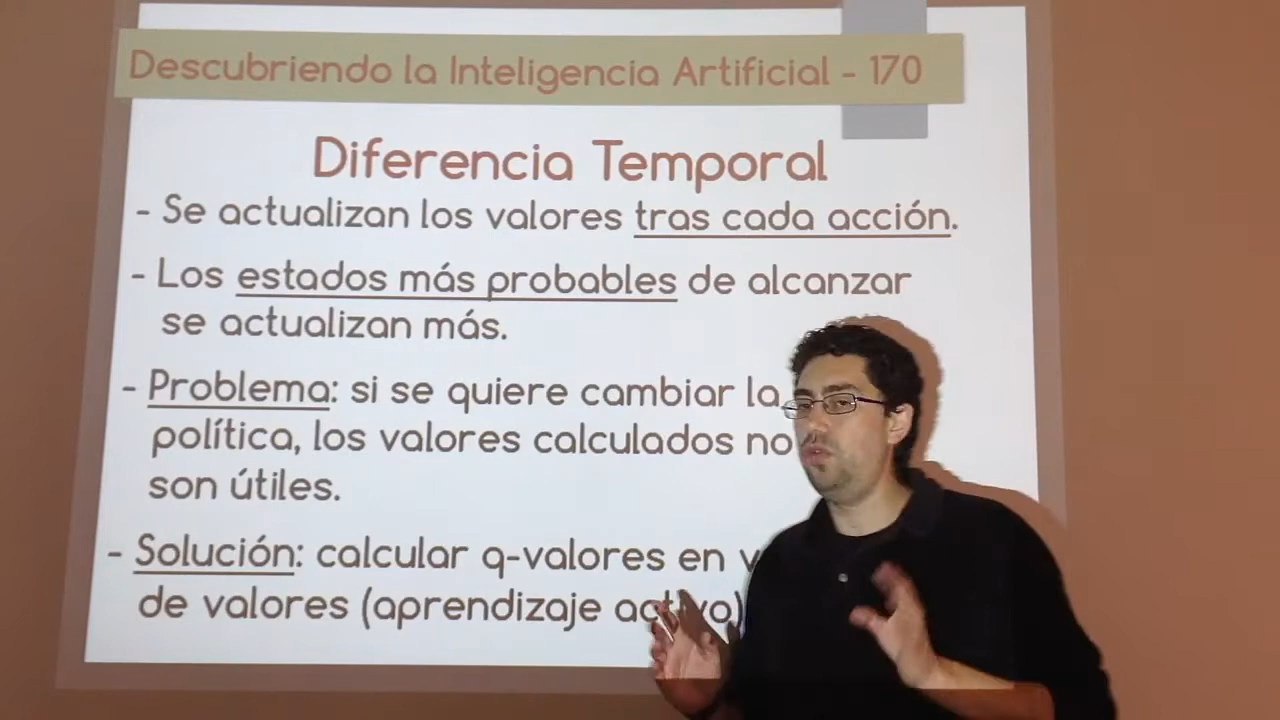 Descubriendo la Inteligencia Artificial - 170
Diferencia Temporal
- Se actualizan los valores tras cada acción.
- Los estados más probables de alcanzar
se actualizan más.
- Problema: si se quiere cambiar la
política, los valores calculados no
son útiles.
- Solución: calcular q-valores en
de valores (aprendizaje activo)